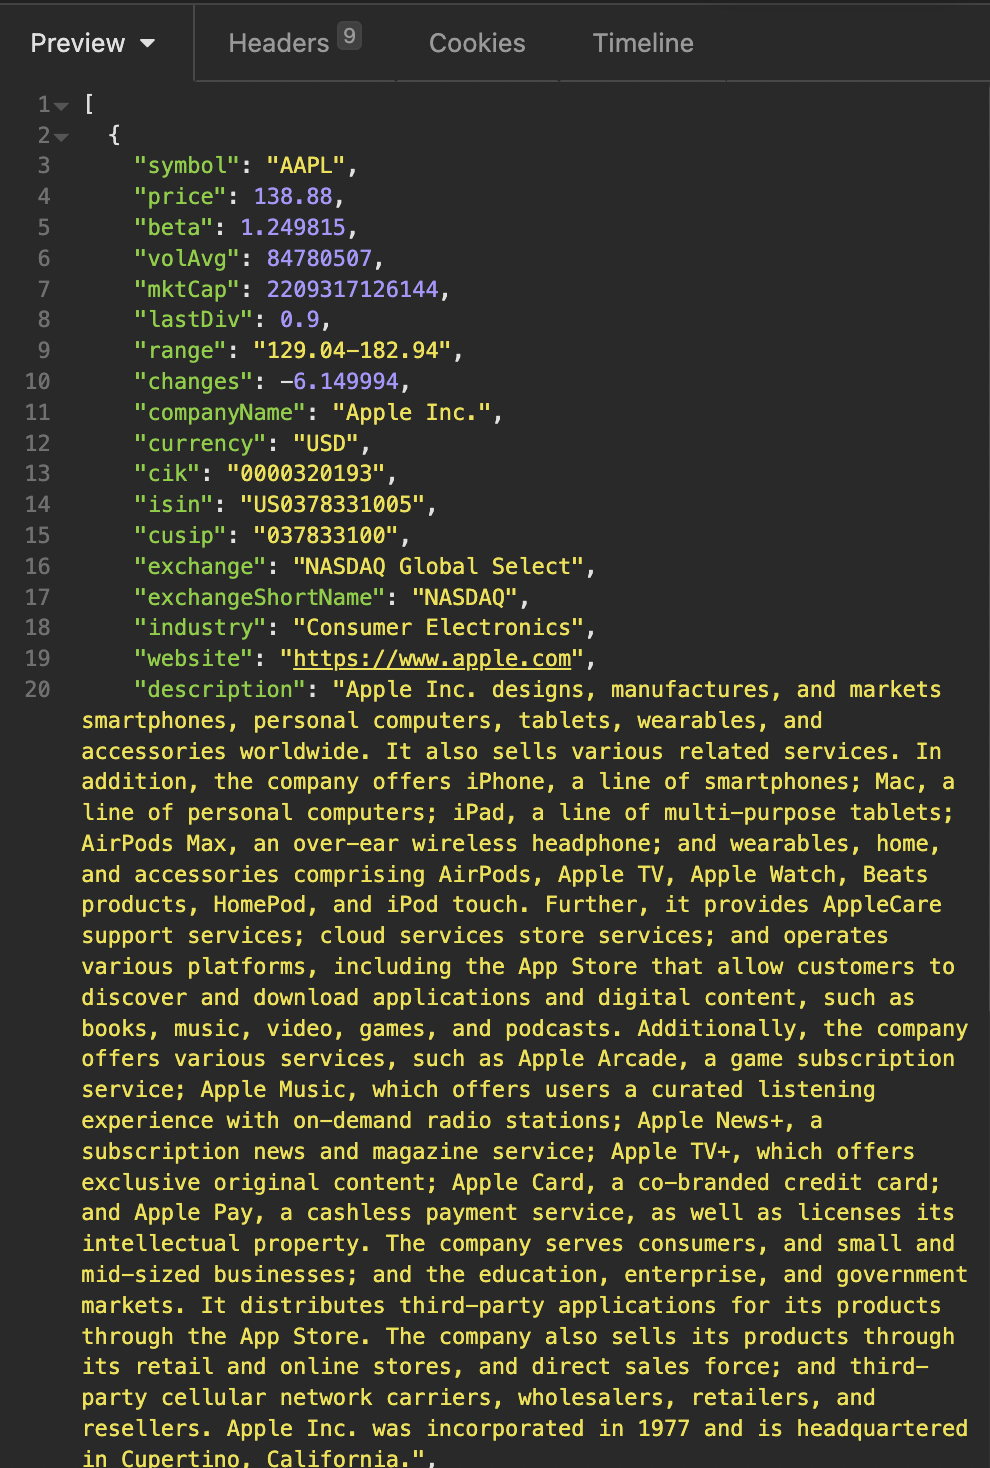 Preview Headers 9 Cookies Timeline
1 [
2 {
3 "symbol": "AAPL",
4 "price": 138.88,
5 "beta": 1.249815,
6 "volAvg": 84780507,
7 "mktCap": 2209317126144,
8 "lastDiv": 0.9,
9 "range": "129.04-182.94",
10 "changes": -6.149994,
11 "companyName": "Apple Inc.",
12 "currency": "USD",
13 "cik": "0000320193",
14 "isin": "US0378331005",
15 "cusip": "037833100",
16 "exchange": "NASDAQ Global Select",
17 "exchangeShortName": "NASDAQ",
18 "industry": "Consumer Electronics",
19 "website": "https://www.apple.com",
20 "description": "Apple Inc. designs, manufactures, and markets
smartphones, personal computers, tablets, wearables, and
accessories worldwide. It also sells various related services. In
addition, the company offers iPhone, a line of smartphones; Mac, a
line of personal computers; iPad, a line of multi-purpose tablets;
AirPods Max, an over-ear wireless headphone; and wearables, home,
and accessories comprising AirPods, Apple TV, Apple Watch, Beats
products, HomePod, and iPod touch. Further, it provides AppleCare
support services; cloud services store services; and operates
various platforms, including the App Store that allow customers to
discover and download applications and digital content, such as
books, music, video, games, and podcasts. Additionally, the company
offers various services, such as Apple Arcade, a game subscription
service; Apple Music, which offers users a curated listening
experience with on-demand radio stations; Apple News+, a
subscription news and magazine service; Apple TV+, which offers
exclusive original content; Apple Card, a co-branded credit card;
and Apple Pay, a cashless payment service, as well as licenses its
intellectual property. The company serves consumers, and small and
mid-sized businesses; and the education, enterprise, and government
markets. It distributes third-party applications for its products
through the App Store. The company also sells its products through
its retail and online stores, and direct sales force; and third-
party cellular network carriers, wholesalers, retailers, and
resellers. Apple Inc. was incorporated in 1977 and is headquartered
in Cupertino, California.",